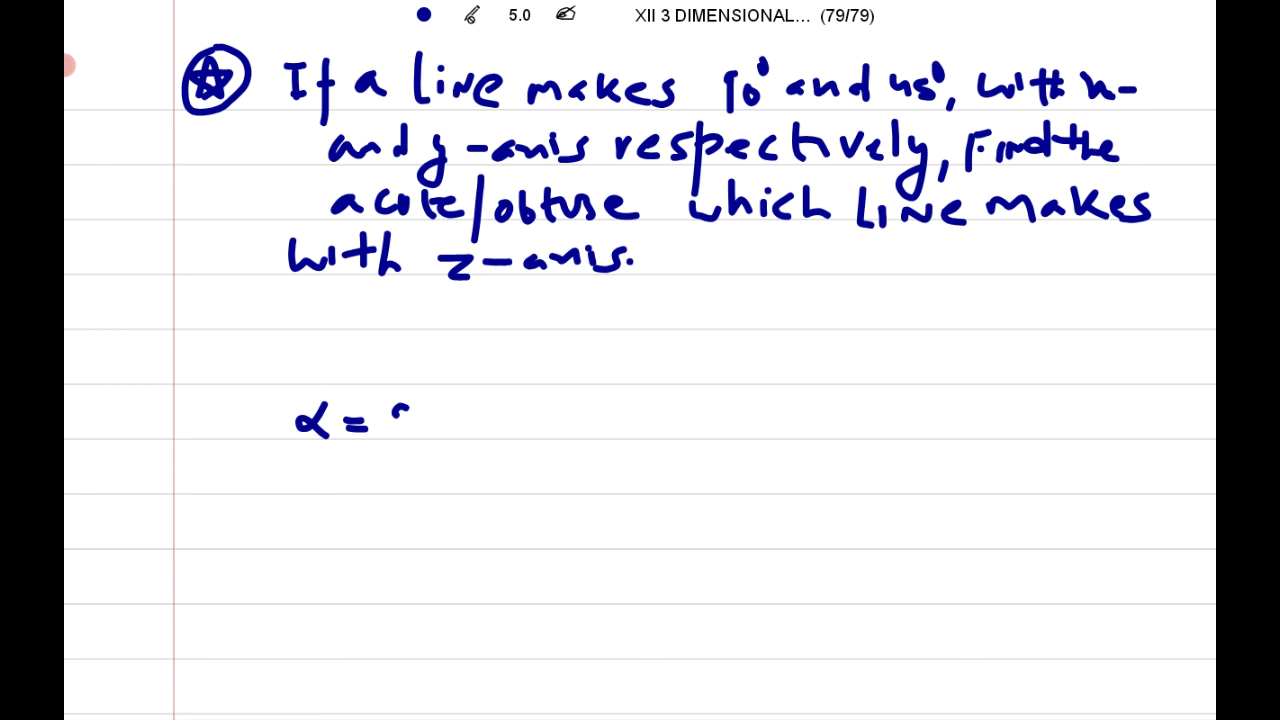 5.0 XII 3 DIMENSIONAL... (79/79)
If a line makes 90° and 45°, with x-
and y-axis respectively, Find the
acute/obtuse which line makes
with z-axis.
α =